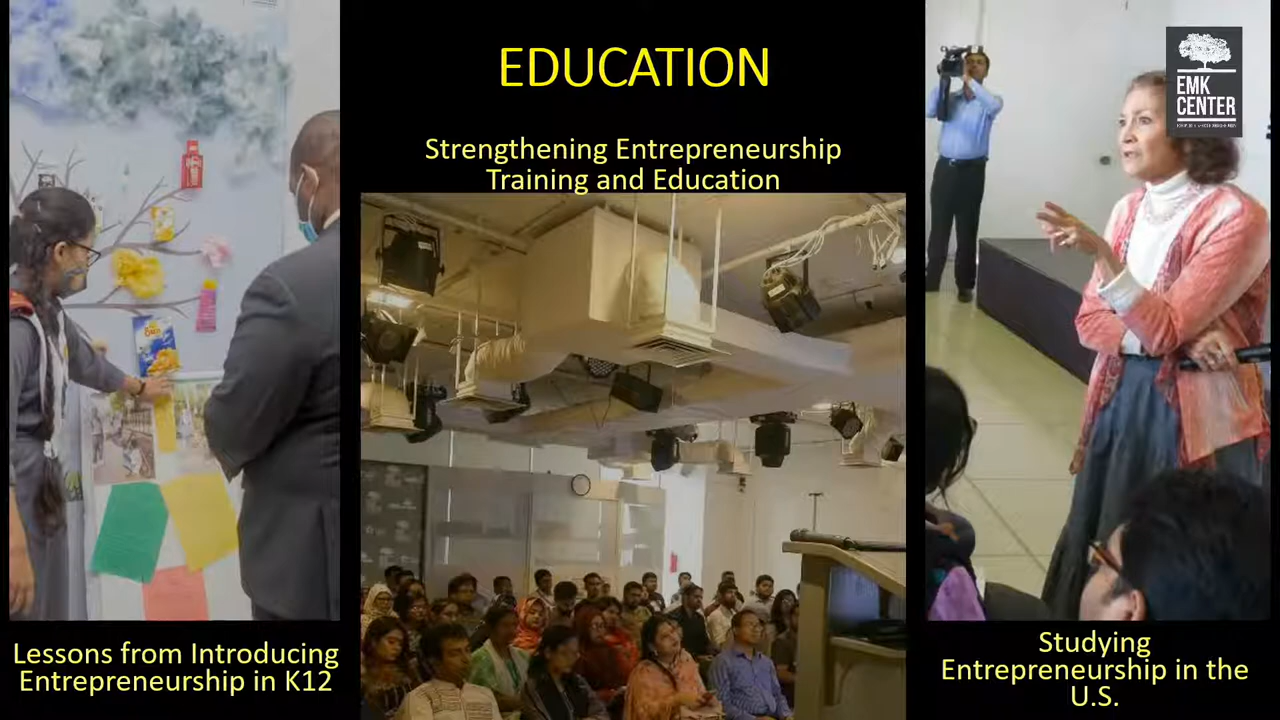 EDUCATION
Strengthening Entrepreneurship
Training and Education
EMK
CENTER
Lessons from Introducing
Entrepreneurship in K12
Studying
Entrepreneurship in the
U.S.